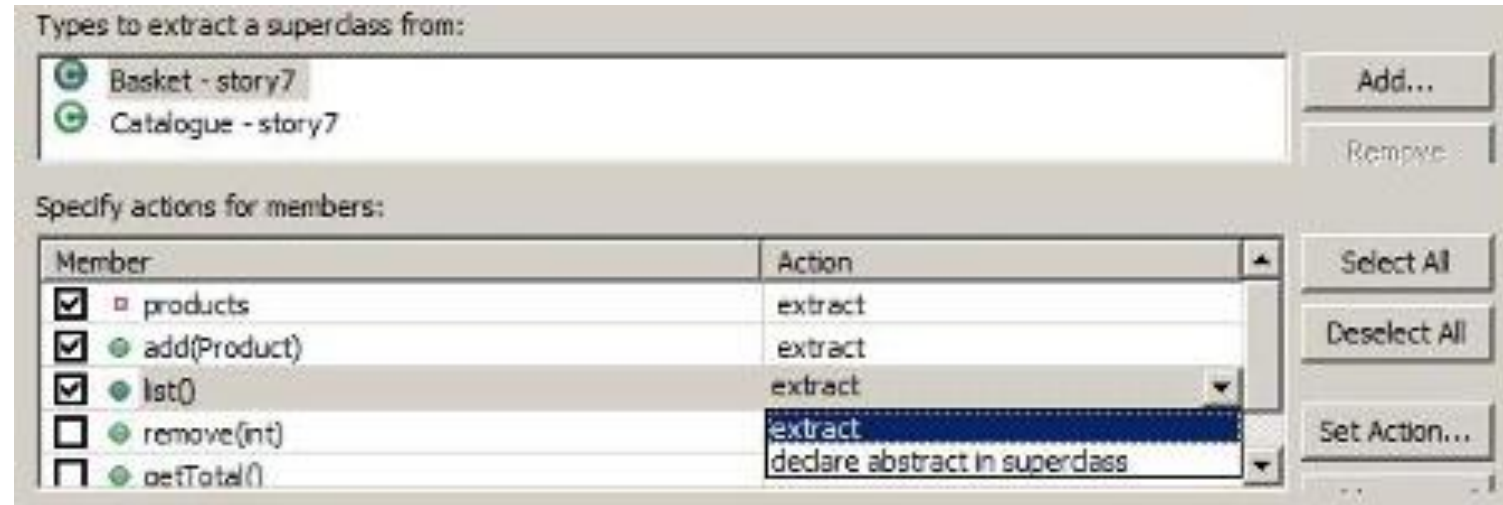 Types to extract a superclass from:
Basket - story7
Add...
Catalogue - story7
Remove
Specify actions for members:
Member Action
Select All
products extract
Deselect All
add(Product) extract
list() extract
extract
remove(int)
Set Action...
declare abstract in superclass
getTotal()